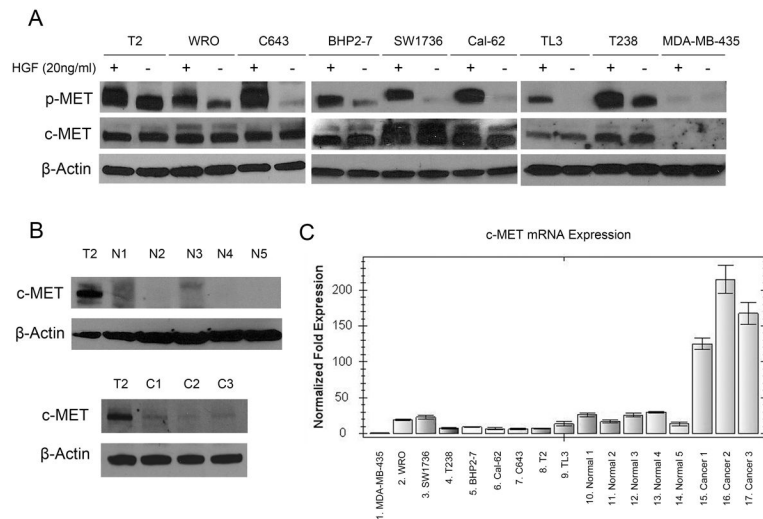 A
T2 WRO C643 BHP2-7 SW1736 Cal-62 TL3 T238 MDA-MB-435
HGF (20ng/ml) + - + - + - + - + - + - + - + - + -
p-MET
c-MET
β-Actin
B
T2 N1 N2 N3 N4 N5
c-MET
β-Actin
T2 C1 C2 C3
c-MET
β-Actin
C
c-MET mRNA Expression
Normalized Fold Expression
200
150
100
50
0
1. MDA-MB-435
2. WRO
3. SW1736
4. T238
5. BHP2-7
6. Cal-62
7. C643
8. T2
9. TL3
10. Normal 1
11. Normal 2
12. Normal 3
13. Normal 4
14. Normal 5
15. Cancer 1
16. Cancer 2
17. Cancer 3